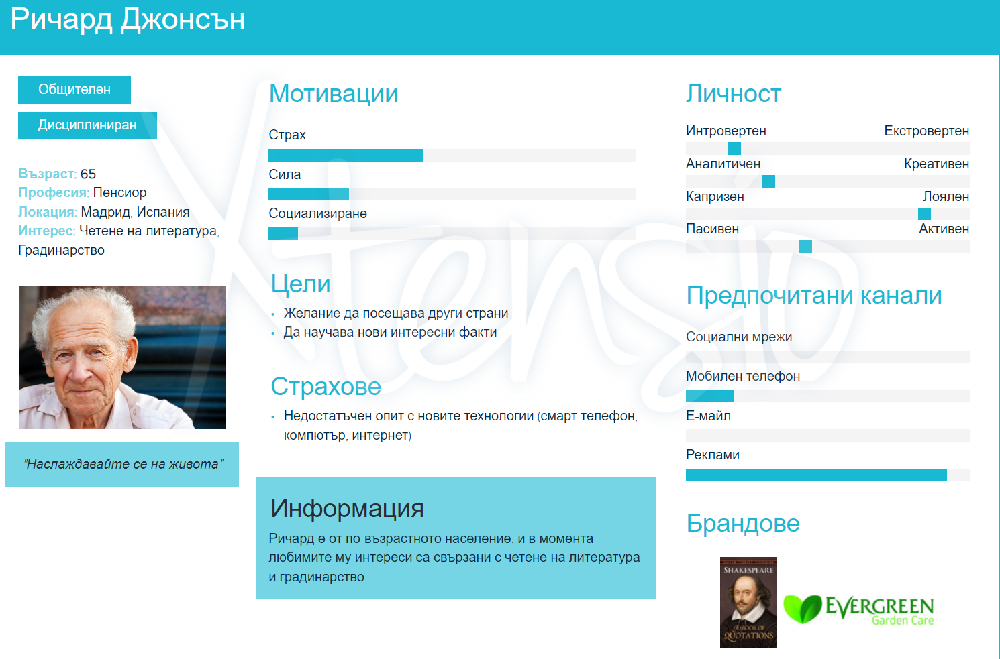 Ричард Джонсън
Общителен
Дисциплиниран
Възраст: 65
Професия: Пенсиор
Локация: Мадрид, Испания
Интерес: Четене на литература,
Градинарство
"Наслаждавайте се на живота"
Мотивации
Страх
Сила
Социализиране
Цели
• Желание да посещава други страни
• Да научава нови интересни факти
Страхове
• Недостатъчен опит с новите технологии (смарт телефон,
компютър, интернет)
Информация
Ричард е от по-възрастното население, и в момента
любимите му интереси са свързани с четене на литература
и градинарство.
Личност
Интровертен Екстровертен
Аналитичен Креативен
Капризен Лоялен
Пасивен Активен
Предпочитани канали
Социални мрежи
Мобилен телефон
Е-майл
Реклами
Брандове
SHAKESPEARE
A BOOK OF
QUOTATIONS
EVERGREEN
Garden Care
Xtensio